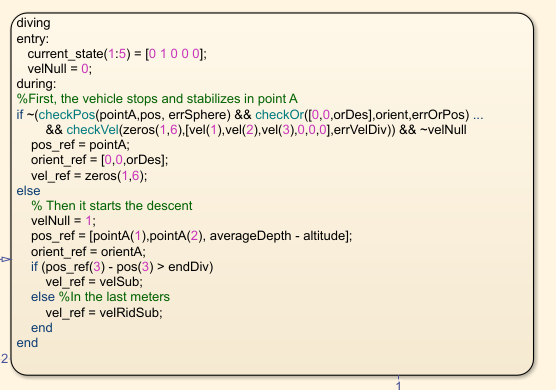 diving
entry:
current_state(1:5) = [0 1 0 0 0];
velNull = 0;
during:
%First, the vehicle stops and stabilizes in point A
if ~(checkPos(pointA,pos, errSphere) && checkOr([0,0,orDes],orient,errOrPos) ...
&& checkVel(zeros(1,6),[vel(1),vel(2),vel(3),0,0,0],errVelDiv)) && ~velNull
pos_ref = pointA;
orient_ref = [0,0,orDes];
vel_ref = zeros(1,6);
else
% Then it starts the descent
velNull = 1;
pos_ref = [pointA(1),pointA(2), averageDepth - altitude];
orient_ref = orientA;
if (pos_ref(3) - pos(3) > endDiv)
vel_ref = velSub;
else %In the last meters
vel_ref = velRidSub;
end
end
2
1